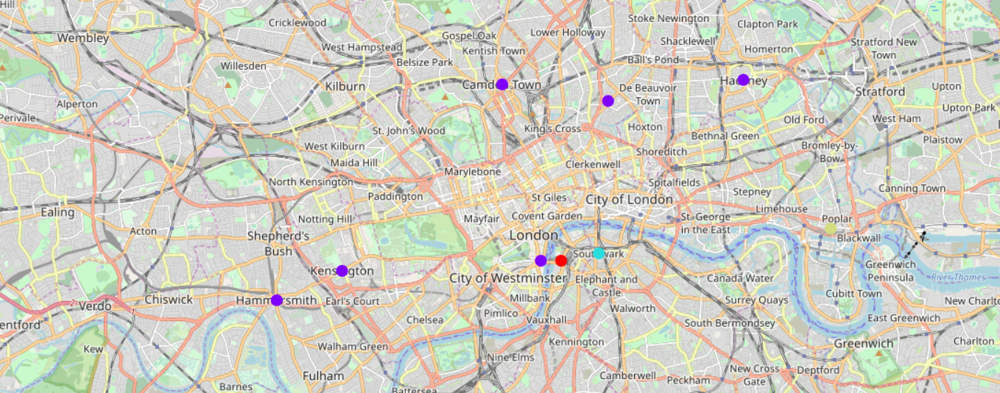 Hill
Cricklewood
Stoke Newington
Clapton Park
Wembley
Gospel Oak
Lower Holloway
Shacklewell
Stratford New
Town
West Hampstead
Kentish Town
Homerton
Willesden
Belsize Park
Ball's Pond
Kilburn
Camden Town
De Beauvoir
Town
Hackney
Stratford
Upton
Alperton
Perivale
Upton Park
Old Ford
West Ham
St. John's Wood
King's Cross
Hoxton
Bethnal Green
Plaistow
West Kilburn
Shoreditch
Bromley-by-
Bow
Maida Hill
Clerkenwell
Marylebone
North Kensington
Spitalfields
Canning Town
Paddington
St Giles
City of London
Stepney
Ealing
Notting Hill
Mayfair
Covent Garden
St. George
in the East
Limehouse
Poplar
Acton
Shepherd's
Bush
London
Blackwall
Southwark
Greenwich
Peninsula
Kensington
City of Westminster
Elephant and
Castle
Canada Water
River Thames
Chiswick
Hammersmith
Earl's Court
Millbank
Surrey Quays
Cubitt Town
2
Verdo
New Charlto
Walworth
Pimlico
entford
Chelsea
Vauxhall
South Bermondsey
East Greenwich
Kew
Walham Green
Kennington
Greenwich
Charlton
Nine Elms
Fulham
New Cross
Gate
Deptford
Barnes
Camberwell
Peckham
Battersea